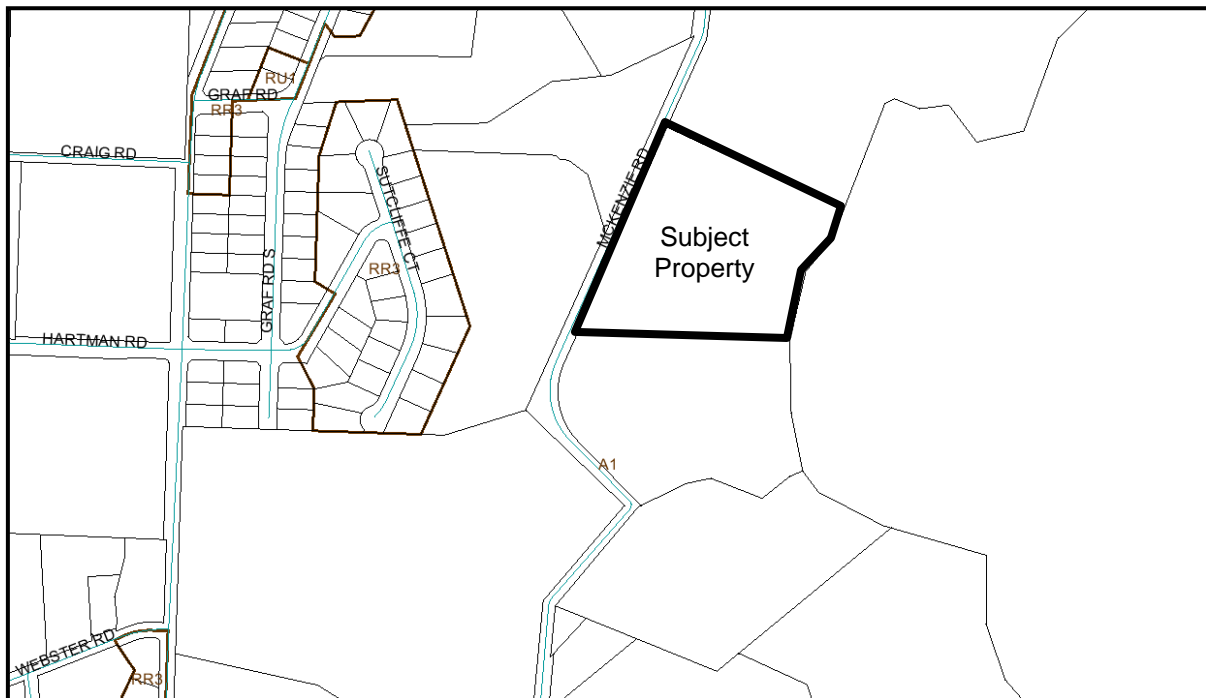 RU1
GRAF RD
RR3
CRAIG RD
MCKENZIE RD
SUTCLIFFE CT
Subject
Property
RR3
GRAF RD S
HARTMAN RD
A1
WEBSTER RD
RR3